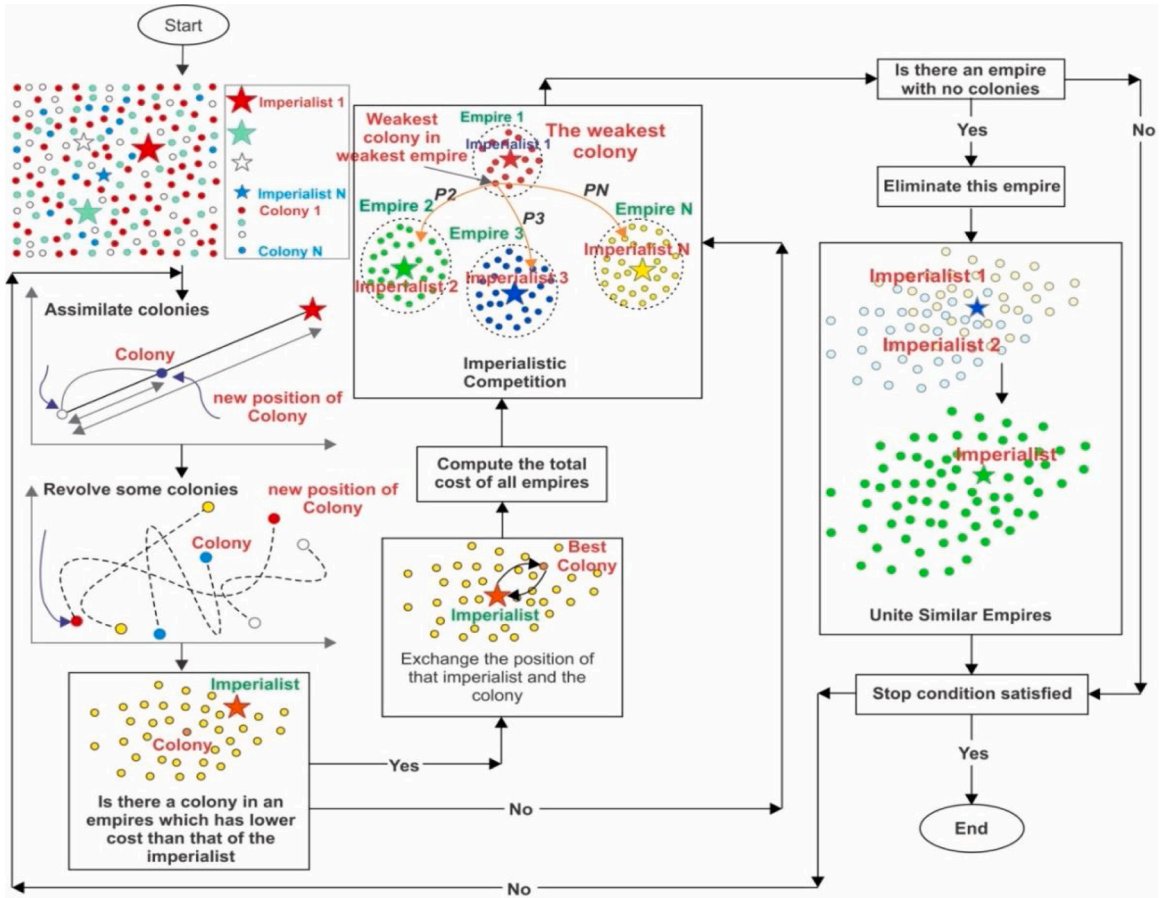 Start
Imperialist 1
Imperialist N
Colony 1
Colony N
Assimilate colonies
Colony
new position of
Colony
Revolve some colonies
new position of
Colony
Colony
Imperialist
Colony
Is there a colony in an
empires which has lower
cost than that of the
imperialist
Yes
No
No
Best
Colony
Imperialist
Exchange the position of
that imperialist and the
colony
Compute the total
cost of all empires
Empire 1
Weakest
colony in
weakest empire
Imperialist 1
The weakest
colony
P2
P3
PN
Empire 2
Empire 3
Empire N
Imperialist 2
Imperialist 3
Imperialist N
Imperialistic
Competition
Is there an empire
with no colonies
Yes
No
Eliminate this empire
Imperialist 1
Imperialist 2
Imperialist
Unite Similar Empires
Stop condition satisfied
Yes
End